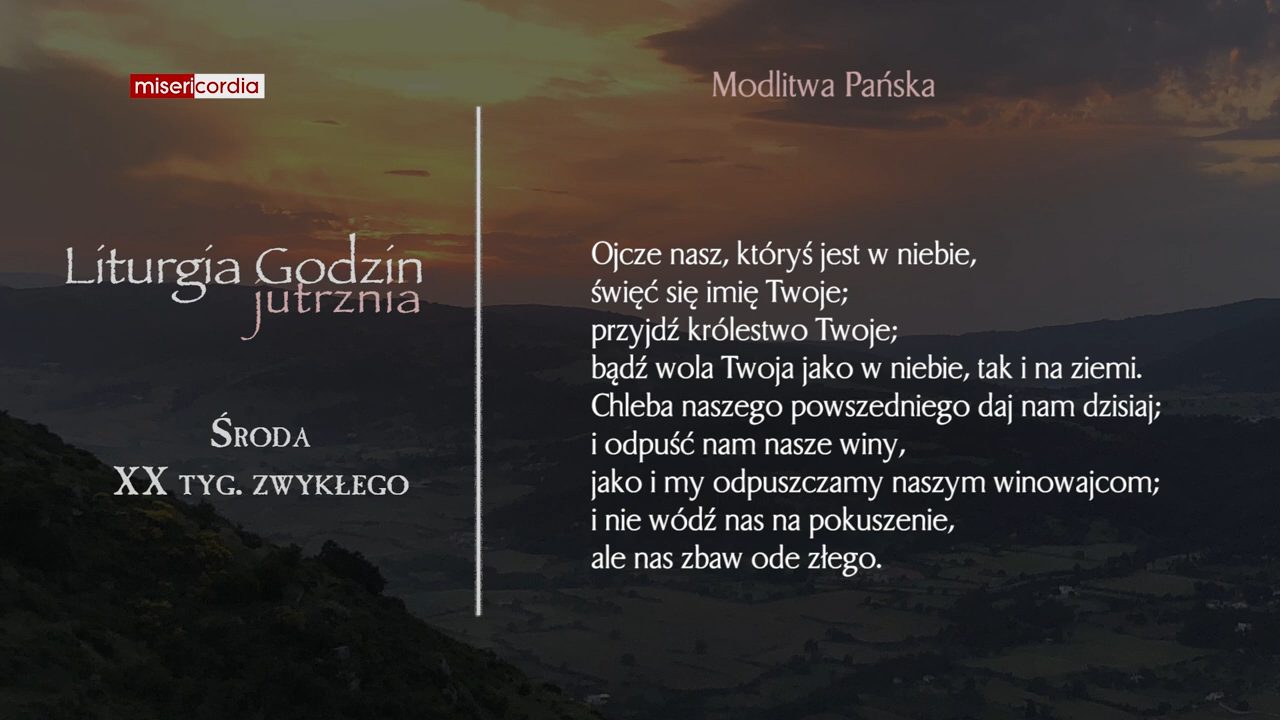 misericordia
Liturgia Godzin
jutrznia
Środa
XX tyg. zwykłego
Modlitwa Pańska
Ojcze nasz, któryś jest w niebie,
święć się imię Twoje;
przyjdź królestwo Twoje;
bądź wola Twoja jako w niebie, tak i na ziemi.
Chleba naszego powszedniego daj nam dzisiaj;
i odpuść nam nasze winy,
jako i my odpuszczamy naszym winowajcom;
i nie wódź nas na pokuszenie,
ale nas zbaw ode złego.